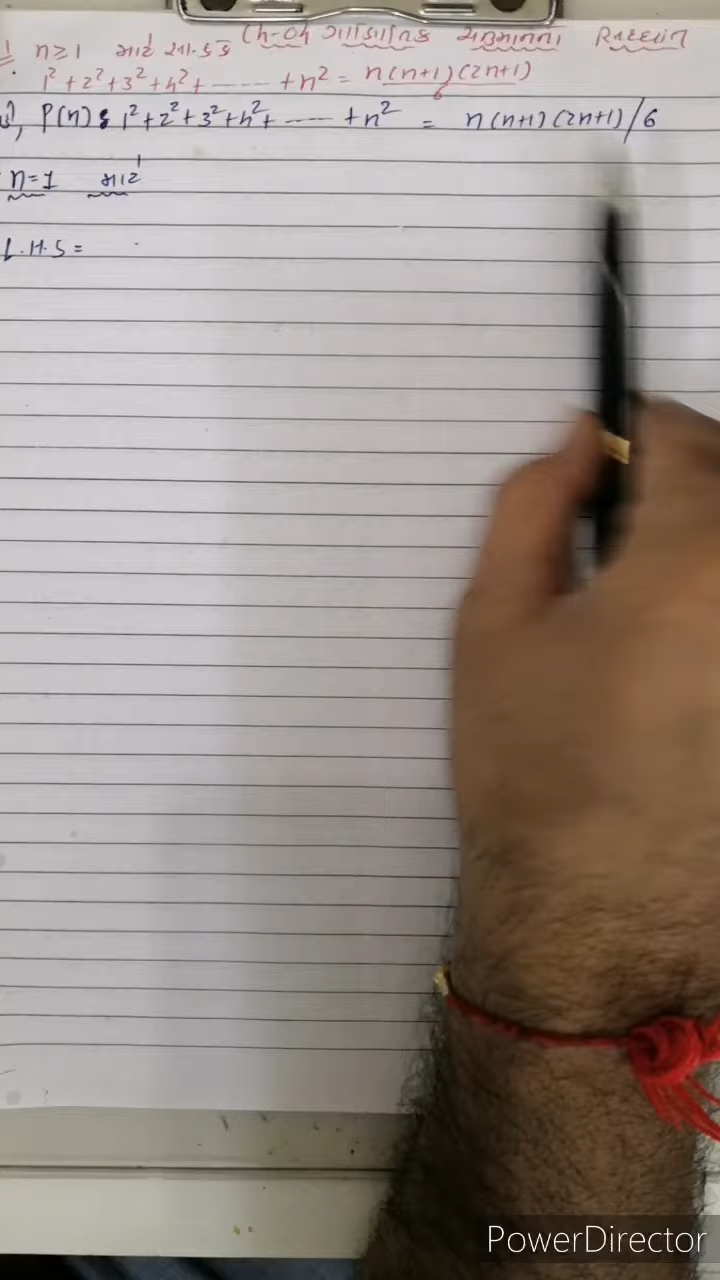 n≥1 માટે સા.ક.કે Ch-04 ગાણિતિક અનુમાનના સિદ્ધાંત
1²+2²+3²+4²+ ------ +n² = n(n+1)(2n+1)
6
P(n): 1²+2²+3²+4²+ ------ +n² = n(n+1)(2n+1)/6
n=1 માટે
L.H.S =
PowerDirector